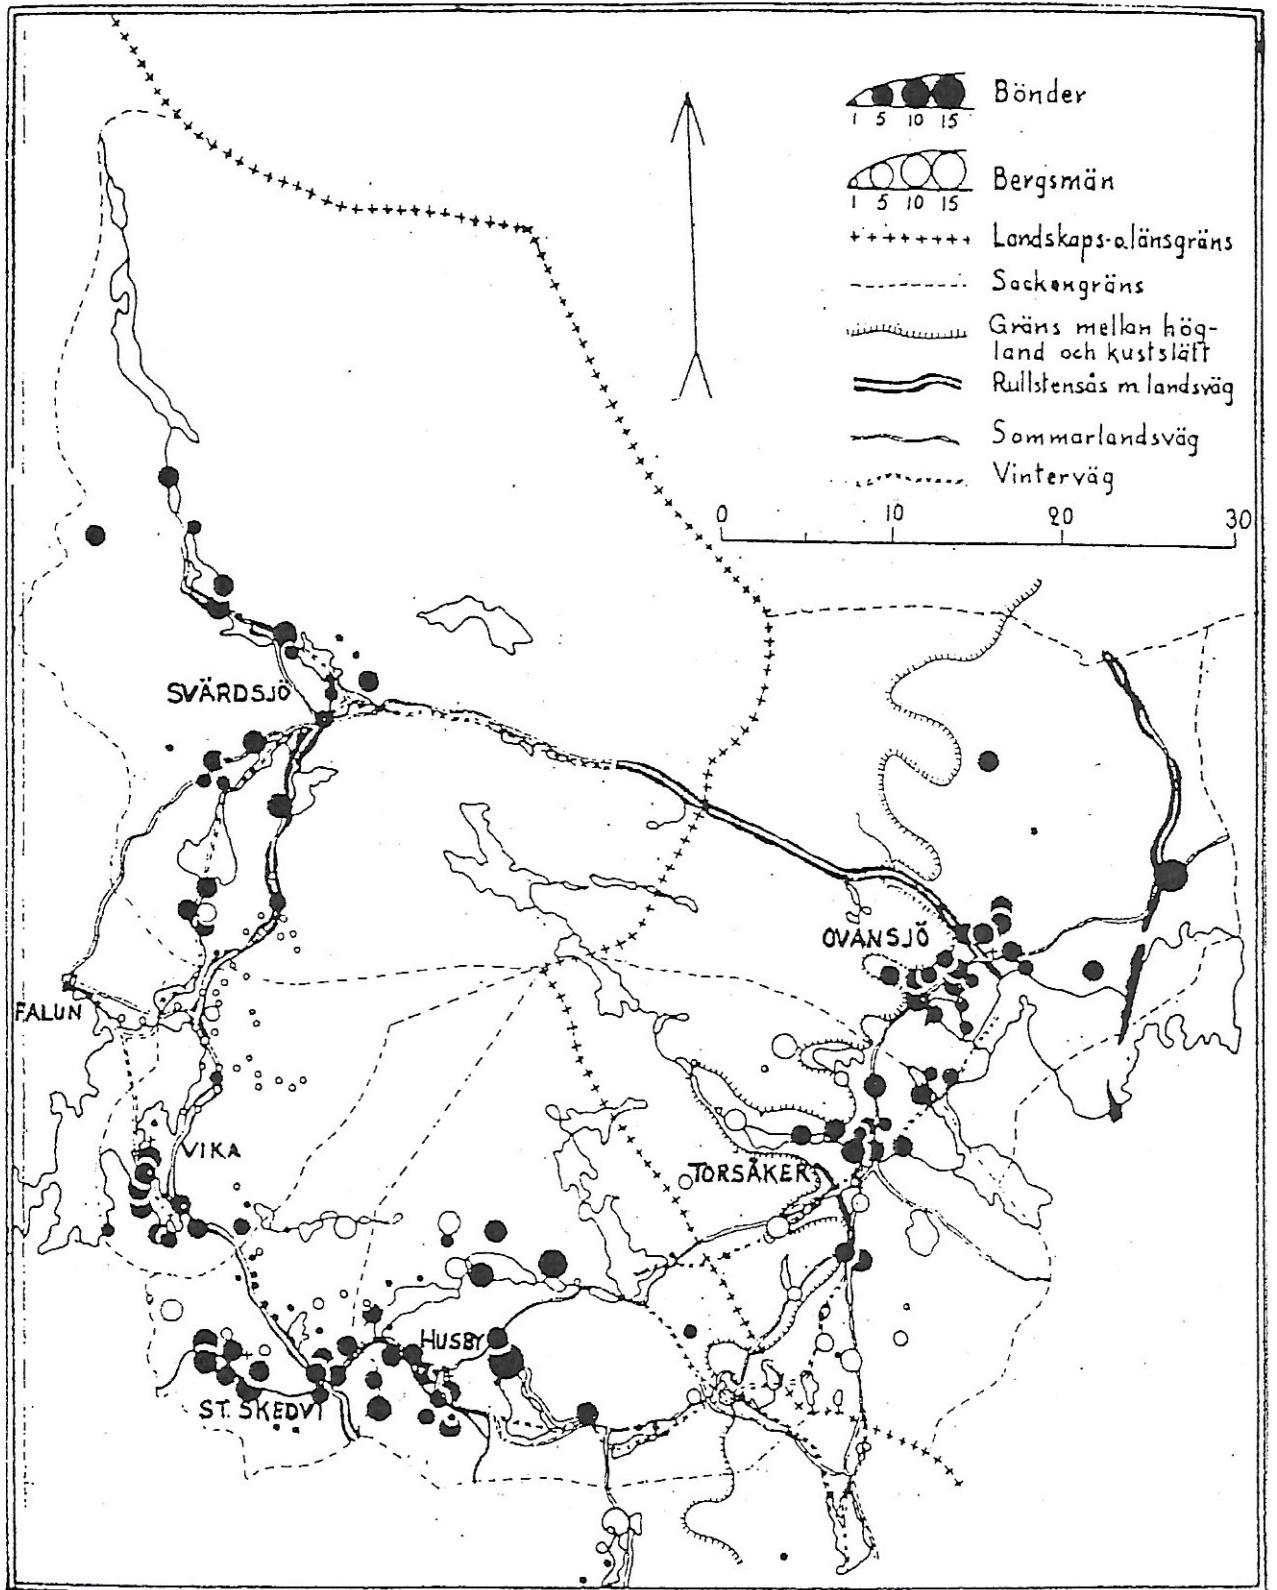 Bönder
1 5 10 15
Bergsmän
1 5 10 15
Landskaps-o.länsgräns
Sockengräns
Gräns mellan hög-
land och kustslätt
Rullstensås m landsväg
Sommarlandsväg
Vinterväg
0 10 20 30
SVÄRDSJÖ
OVANSJÖ
FALUN
VIKA
TORSÅKER
HUSBY
ST. SKEDVI